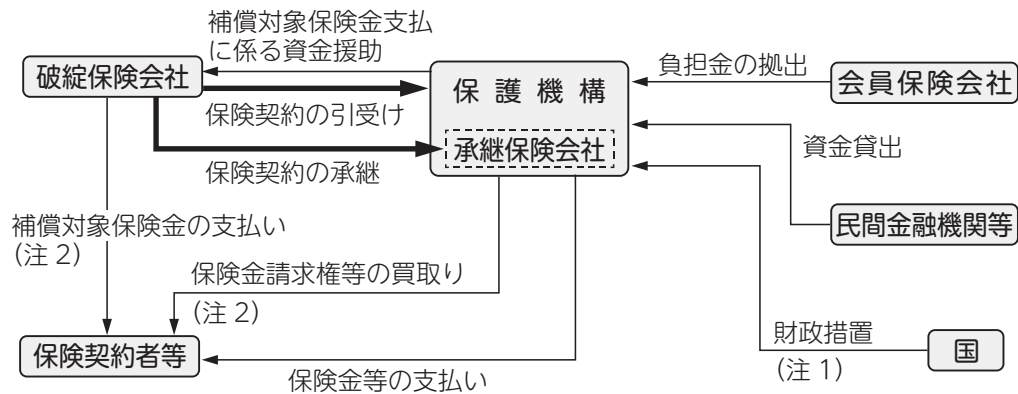 補償対象保険金支払
に係る資金援助
破綻保険会社
保護機構
負担金の拠出
会員保険会社
保険契約の引受け
承継保険会社
資金貸出
保険契約の承継
補償対象保険金の支払い
(注2)
民間金融機関等
保険金請求権等の買取り
(注2)
財政措置
(注1)
国
保険契約者等
保険金等の支払い